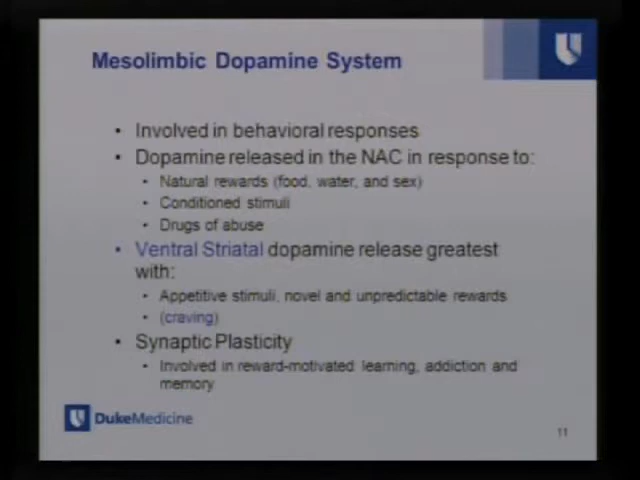 Mesolimbic Dopamine System
• Involved in behavioral responses
• Dopamine released in the NAC in response to:
• Natural rewards (food, water, and sex)
• Conditioned stimuli
• Drugs of abuse
• Ventral Striatal dopamine release greatest
with:
• Appetitive stimuli, novel and unpredictable rewards
• (craving)
• Synaptic Plasticity
• Involved in reward-motivated learning, addiction and
memory
DukeMedicine
11